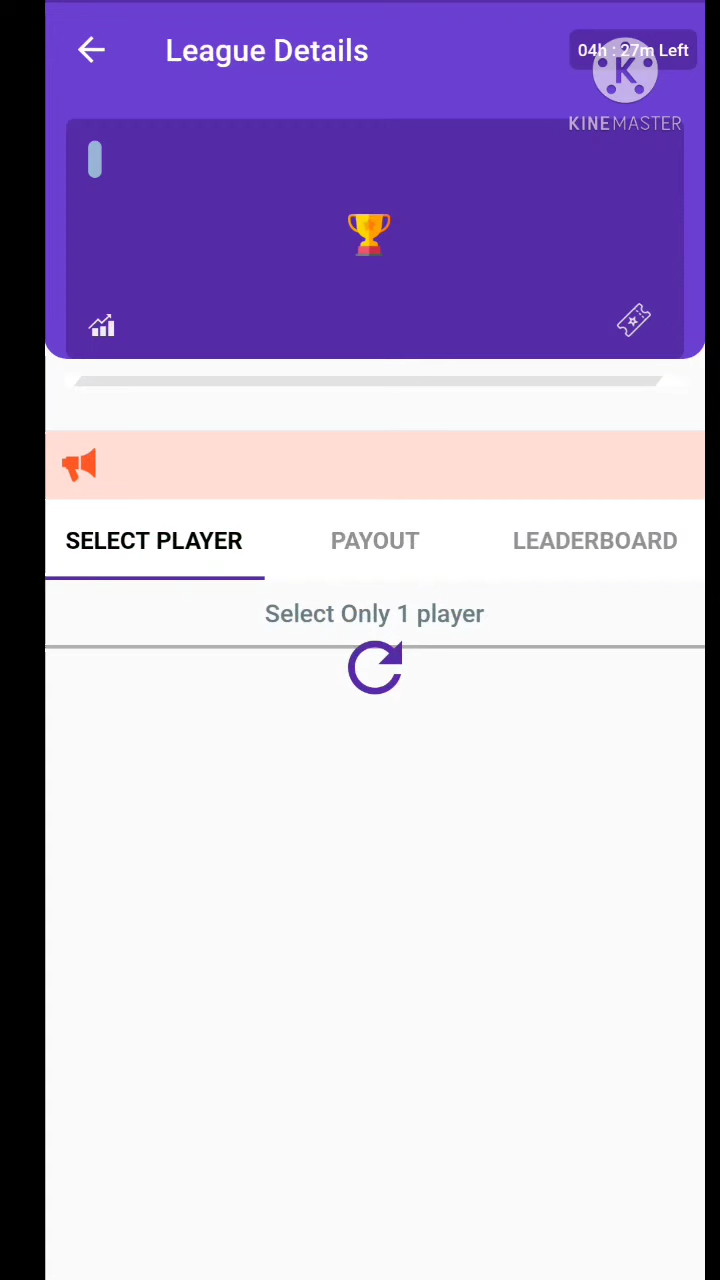 League Details
04h : 27m Left
K
KINEMASTER
SELECT PLAYER
PAYOUT
LEADERBOARD
Select Only 1 player